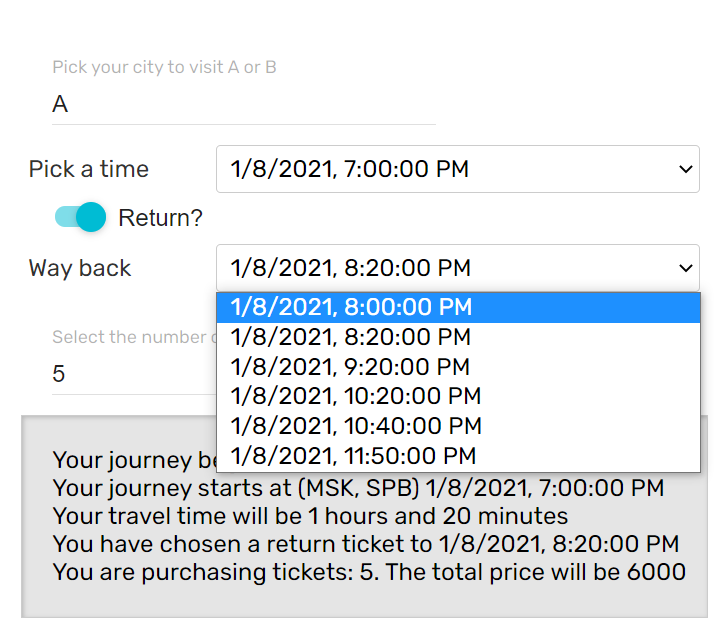 Pick your city to visit A or B
A
Pick a time
1/8/2021, 7:00:00 PM
Return?
Way back
1/8/2021, 8:20:00 PM
1/8/2021, 8:00:00 PM
1/8/2021, 8:20:00 PM
1/8/2021, 9:20:00 PM
1/8/2021, 10:20:00 PM
1/8/2021, 10:40:00 PM
1/8/2021, 11:50:00 PM
Select the number
5
Your journey
Your journey starts at (MSK, SPB) 1/8/2021, 7:00:00 PM
Your travel time will be 1 hours and 20 minutes
You have chosen a return ticket to 1/8/2021, 8:20:00 PM
You are purchasing tickets: 5. The total price will be 6000